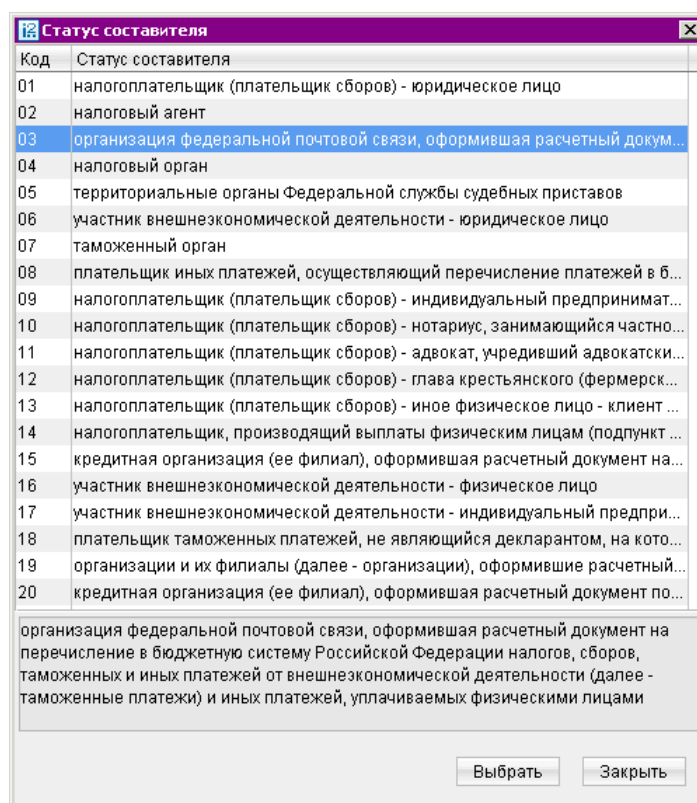 Статус составителя
Код Статус составителя
01 налогоплательщик (плательщик сборов) - юридическое лицо
02 налоговый агент
03 организация федеральной почтовой связи, оформившая расчетный докум...
04 налоговый орган
05 территориальные органы Федеральной службы судебных приставов
06 участник внешнеэкономической деятельности - юридическое лицо
07 таможенный орган
08 плательщик иных платежей, осуществляющий перечисление платежей в б...
09 налогоплательщик (плательщик сборов) - индивидуальный предпринимат...
10 налогоплательщик (плательщик сборов) - нотариус, занимающийся частно...
11 налогоплательщик (плательщик сборов) - адвокат, учредивший адвокатски...
12 налогоплательщик (плательщик сборов) - глава крестьянского (фермерск...
13 налогоплательщик (плательщик сборов) - иное физическое лицо - клиент ...
14 налогоплательщик, производящий выплаты физическим лицам (подпункт ...
15 кредитная организация (ее филиал), оформившая расчетный документ на...
16 участник внешнеэкономической деятельности - физическое лицо
17 участник внешнеэкономической деятельности - индивидуальный предпри...
18 плательщик таможенных платежей, не являющийся декларантом, на кото...
19 организации и их филиалы (далее - организации), оформившие расчетный...
20 кредитная организация (ее филиал), оформившая расчетный документ по...
организация федеральной почтовой связи, оформившая расчетный документ на
перечисление в бюджетную систему Российской Федерации налогов, сборов,
таможенных и иных платежей от внешнеэкономической деятельности (далее -
таможенные платежи) и иных платежей, уплачиваемых физическими лицами
Выбрать Закрыть